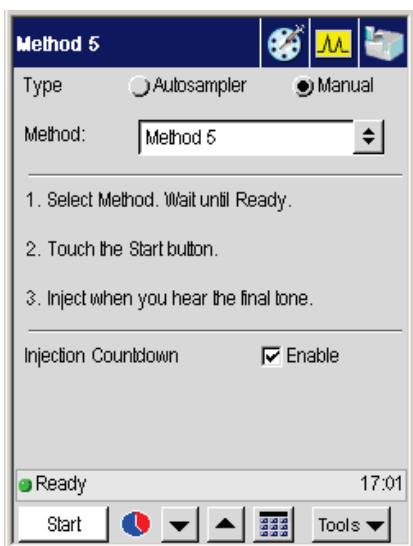 Method 5
Type Autosampler Manual
Method: Method 5
1. Select Method. Wait until Ready.
2. Touch the Start button.
3. Inject when you hear the final tone.
Injection Countdown Enable
Ready 17:01
Start Tools